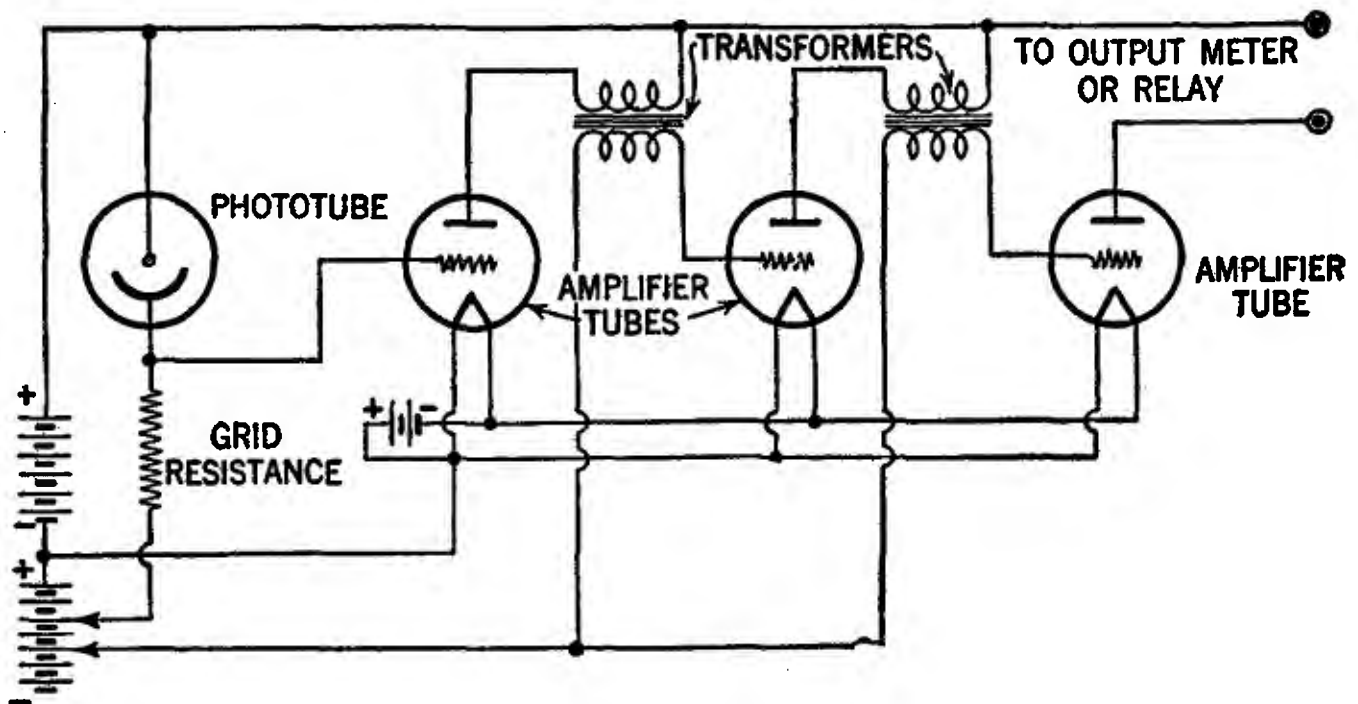 TRANSFORMERS
TO OUTPUT METER
OR RELAY
PHOTOTUBE
AMPLIFIER
TUBES
AMPLIFIER
TUBE
+
+ -
GRID
RESISTANCE
-
+
-